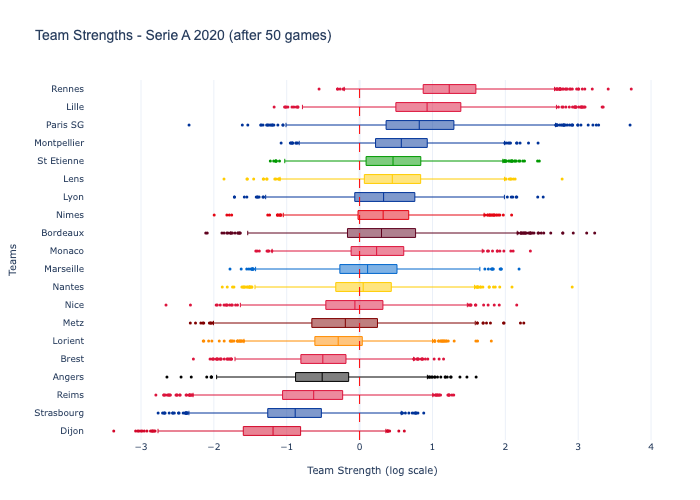 Team Strengths - Serie A 2020 (after 50 games)
Rennes
Lille
Paris SG
Montpellier
St Etienne
Lens
Lyon
Nimes
Bordeaux
Monaco
Marseille
Nantes
Nice
Metz
Lorient
Brest
Angers
Reims
Strasbourg
Dijon
Teams
−3 −2 −1 0 1 2 3 4
Team Strength (log scale)